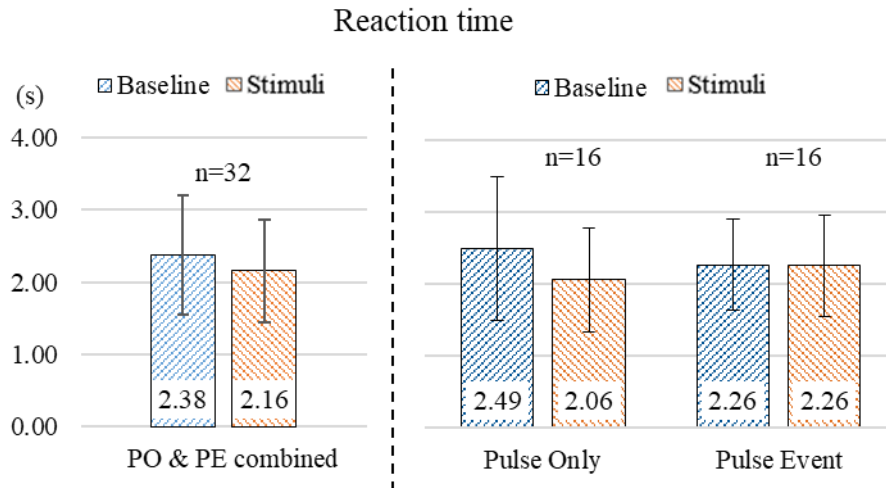 Reaction time
Baseline Stimuli
Baseline Stimuli
(s)
4.00
3.00
2.00
1.00
0.00
n=32
n=16
n=16
2.38 2.16
2.49 2.06
2.26 2.26
PO & PE combined
Pulse Only
Pulse Event